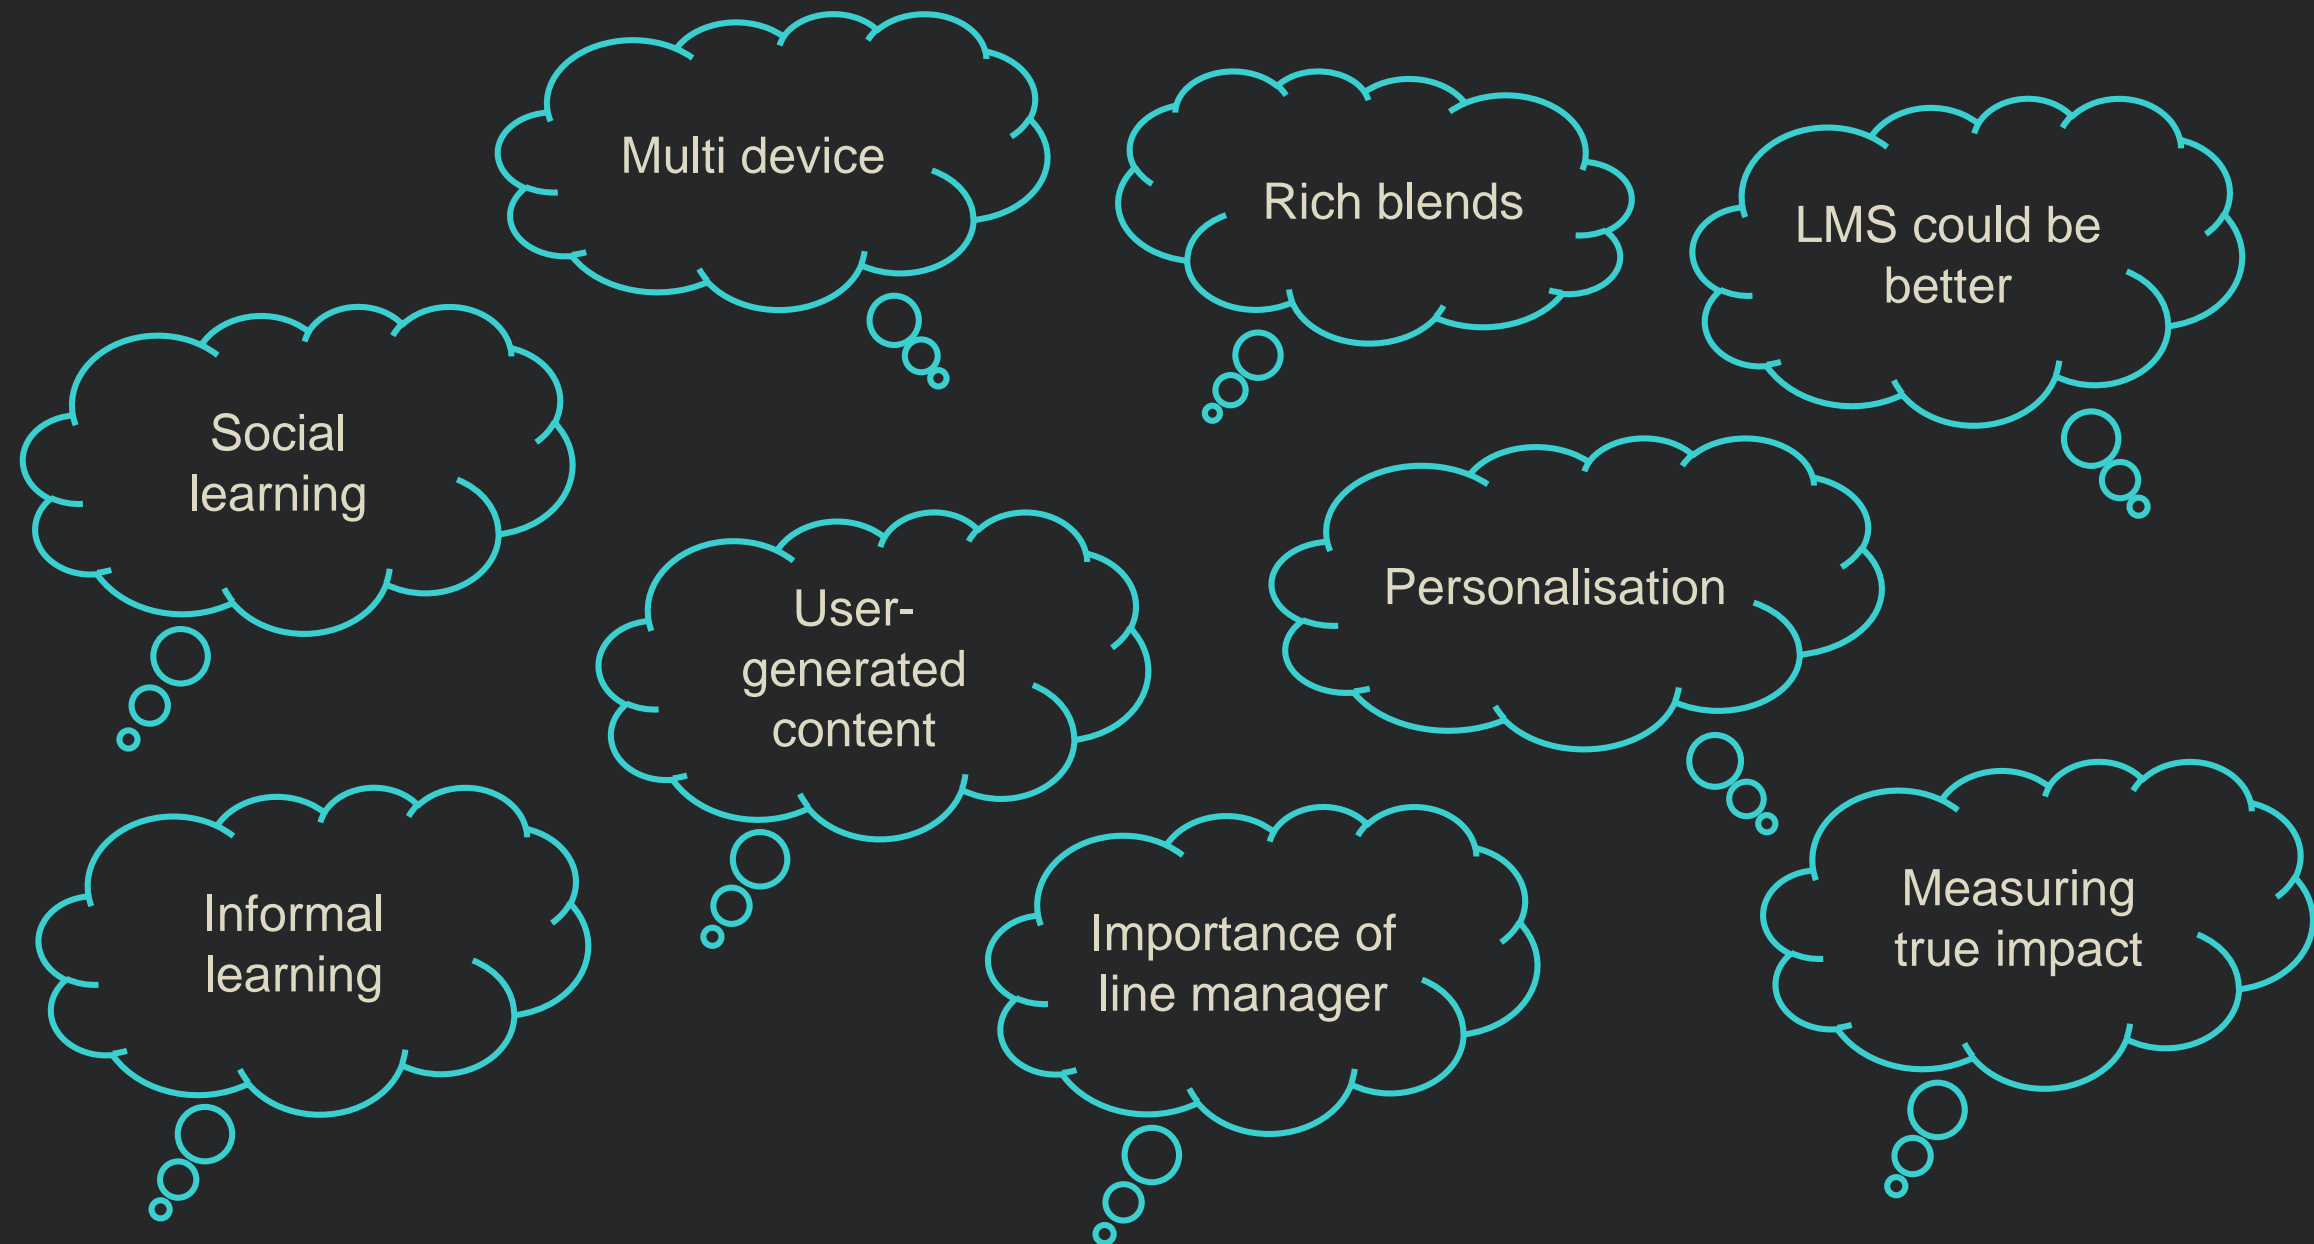 Multi device
Rich blends
LMS could be
better
Social
learning
User-
generated
content
Personalisation
Informal
learning
Importance of
line manager
Measuring
true impact